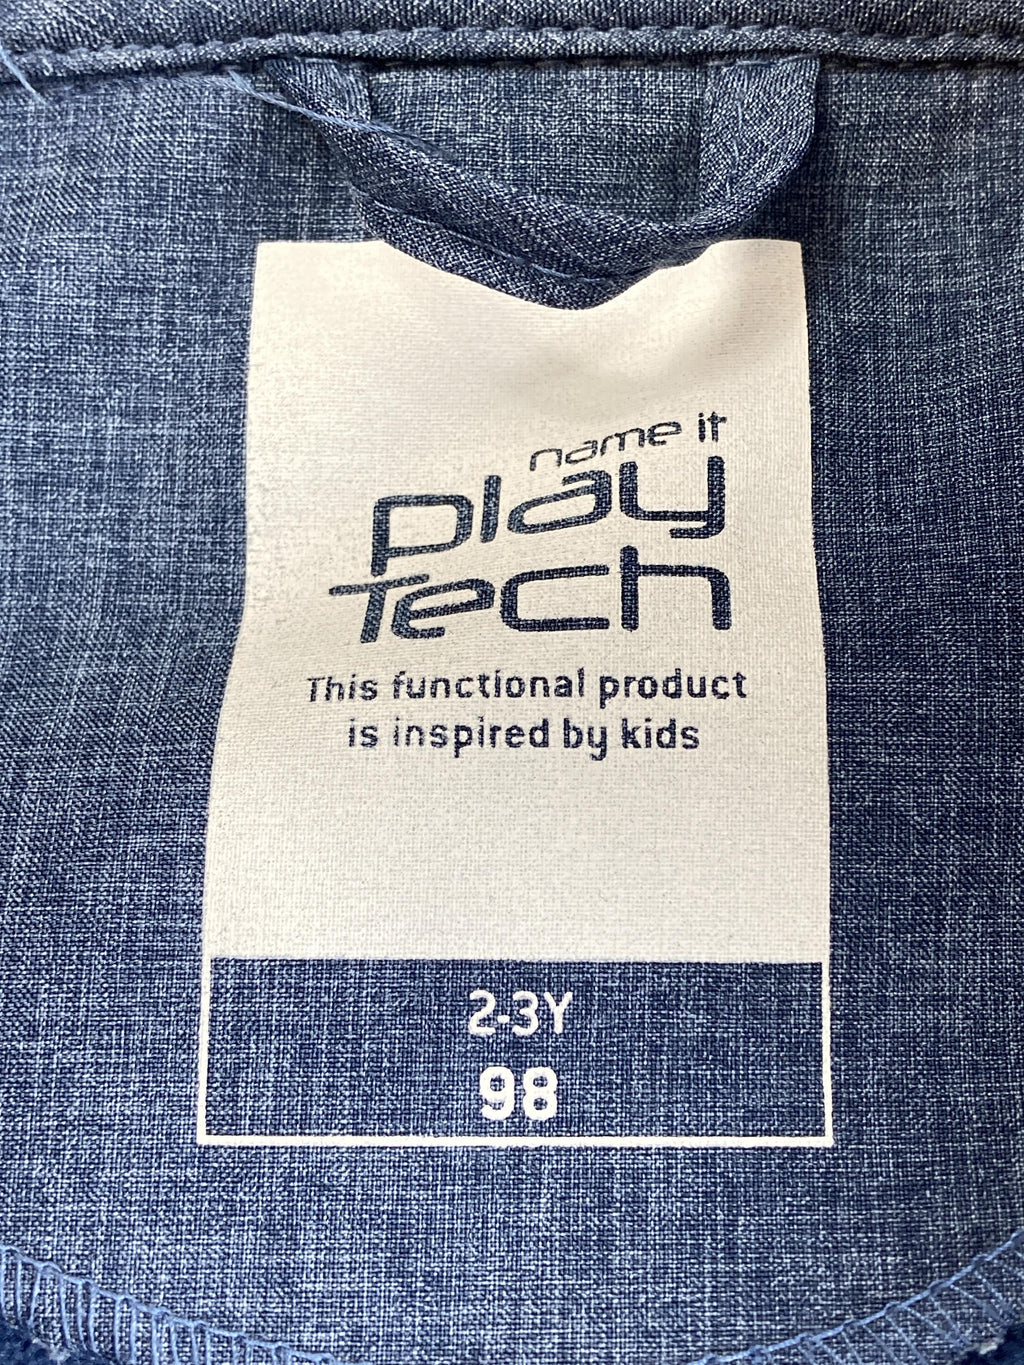 name it
play
Tech
This functional product
is inspired by kids
2-3Y
98